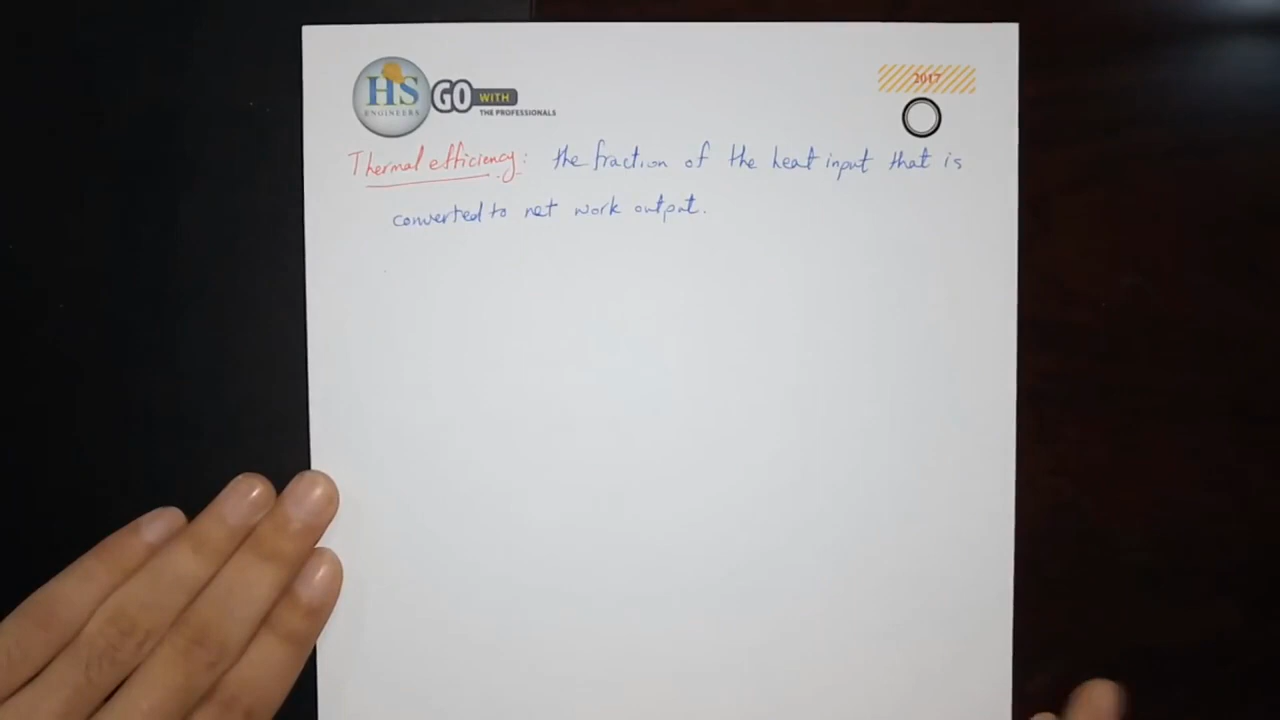 HS
ENGINEERS
GO WITH
THE PROFESSIONALS
2017
Thermal efficiency: the fraction of the heat input that is
converted to net work output.